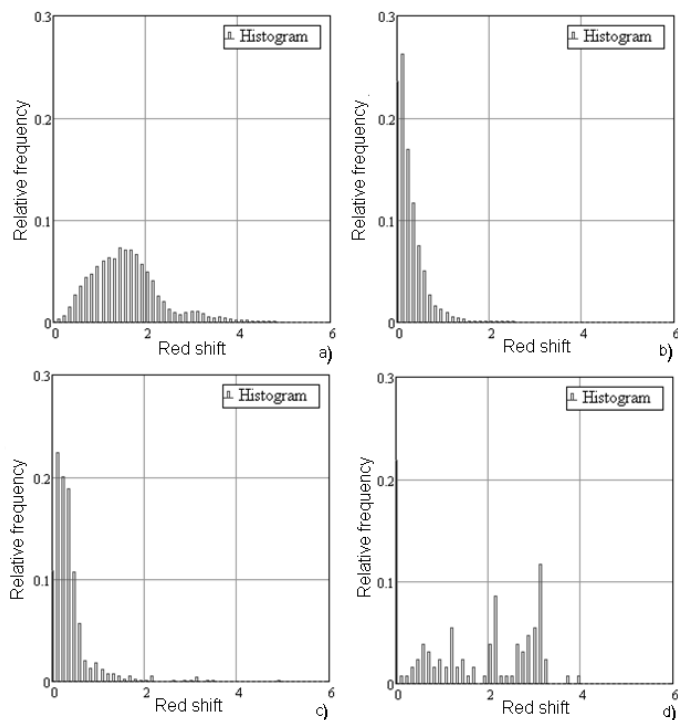 0.3
Histogram
0.2
Relative frequency
0.1
0
0 2 4 6
Red shift
a)
0.3
Histogram
0.2
Relative frequency
0.1
0
0 2 4 6
Red shift
b)
0.3
Histogram
0.2
Relative frequency
0.1
0
0 2 4 6
Red shift
c)
0.3
Histogram
0.2
Relative frequency
0.1
0
0 2 4 6
Red shift
d)